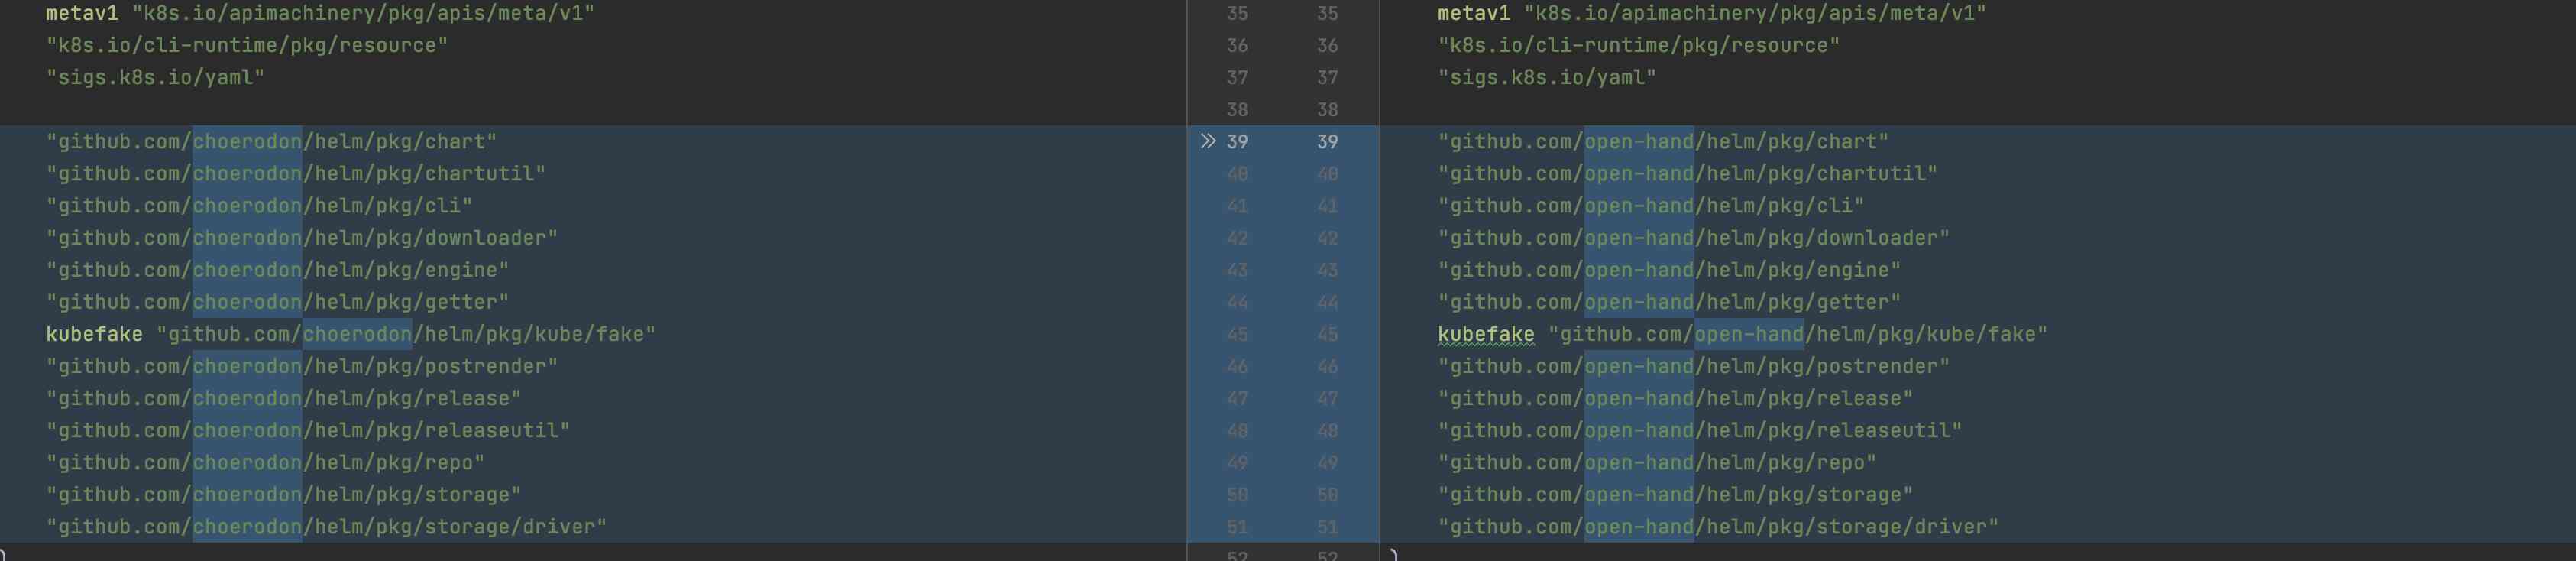 metav1 "k8s.io/apimachinery/pkg/apis/meta/v1" 35 35 metav1 "k8s.io/apimachinery/pkg/apis/meta/v1"
"k8s.io/cli-runtime/pkg/resource" 36 36 "k8s.io/cli-runtime/pkg/resource"
"sigs.k8s.io/yaml" 37 37 "sigs.k8s.io/yaml"
38 38
"github.com/choerodon/helm/pkg/chart" >> 39 39 "github.com/open-hand/helm/pkg/chart"
"github.com/choerodon/helm/pkg/chartutil" 40 40 "github.com/open-hand/helm/pkg/chartutil"
"github.com/choerodon/helm/pkg/cli" 41 41 "github.com/open-hand/helm/pkg/cli"
"github.com/choerodon/helm/pkg/downloader" 42 42 "github.com/open-hand/helm/pkg/downloader"
"github.com/choerodon/helm/pkg/engine" 43 43 "github.com/open-hand/helm/pkg/engine"
"github.com/choerodon/helm/pkg/getter" 44 44 "github.com/open-hand/helm/pkg/getter"
kubefake "github.com/choerodon/helm/pkg/kube/fake" 45 45 kubefake "github.com/open-hand/helm/pkg/kube/fake"
"github.com/choerodon/helm/pkg/postrender" 46 46 "github.com/open-hand/helm/pkg/postrender"
"github.com/choerodon/helm/pkg/release" 47 47 "github.com/open-hand/helm/pkg/release"
"github.com/choerodon/helm/pkg/releaseutil" 48 48 "github.com/open-hand/helm/pkg/releaseutil"
"github.com/choerodon/helm/pkg/repo" 49 49 "github.com/open-hand/helm/pkg/repo"
"github.com/choerodon/helm/pkg/storage" 50 50 "github.com/open-hand/helm/pkg/storage"
"github.com/choerodon/helm/pkg/storage/driver" 51 51 "github.com/open-hand/helm/pkg/storage/driver"
) 52 52 )